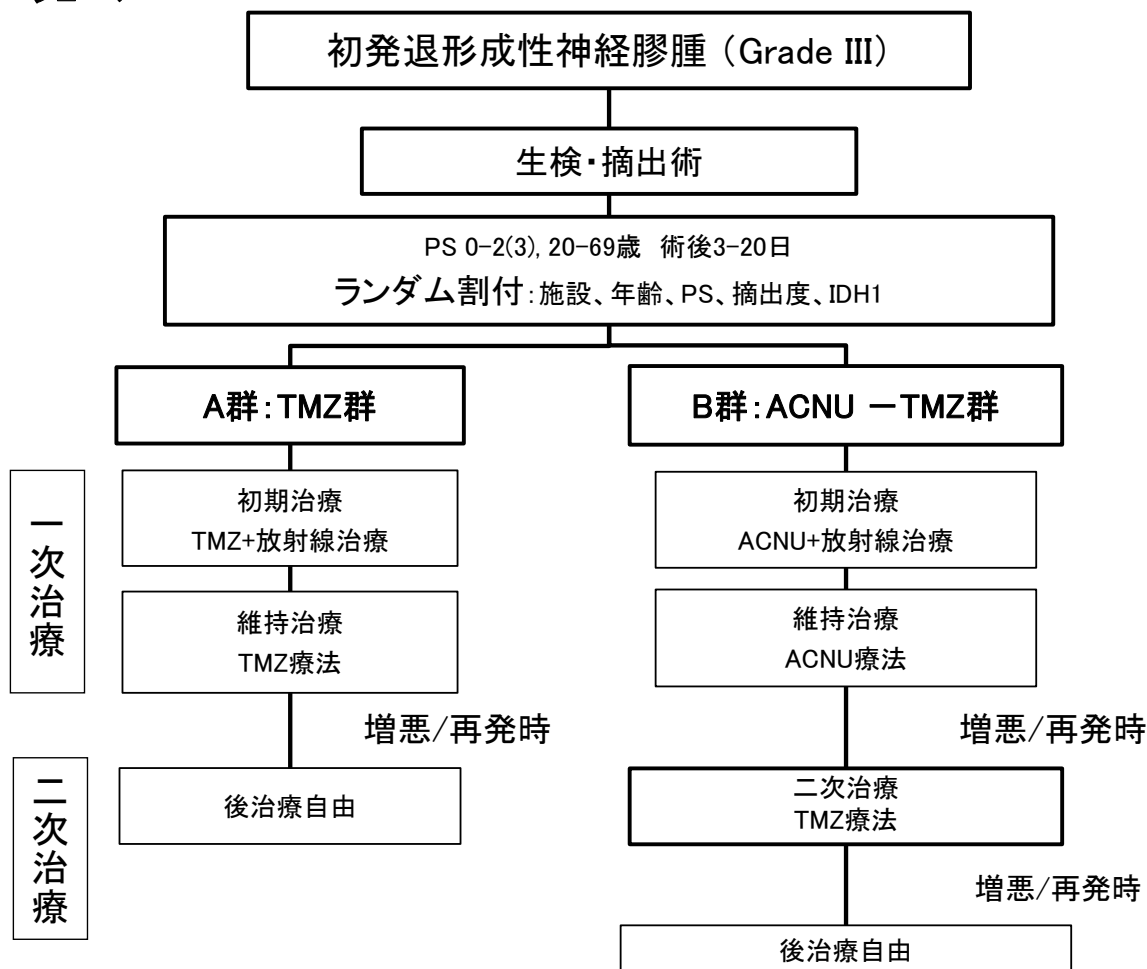 初発退形成性神経膠腫（Grade III）
生検・摘出術
PS 0-2(3), 20-69歳 術後3-20日
ランダム割付：施設、年齢、PS、摘出度、IDH1
A群：TMZ群
B群：ACNU －TMZ群
一次治療
初期治療
TMZ+放射線治療
初期治療
ACNU+放射線治療
維持治療
TMZ療法
維持治療
ACNU療法
増悪/再発時
増悪/再発時
二次治療
後治療自由
二次治療
TMZ療法
増悪/再発時
後治療自由